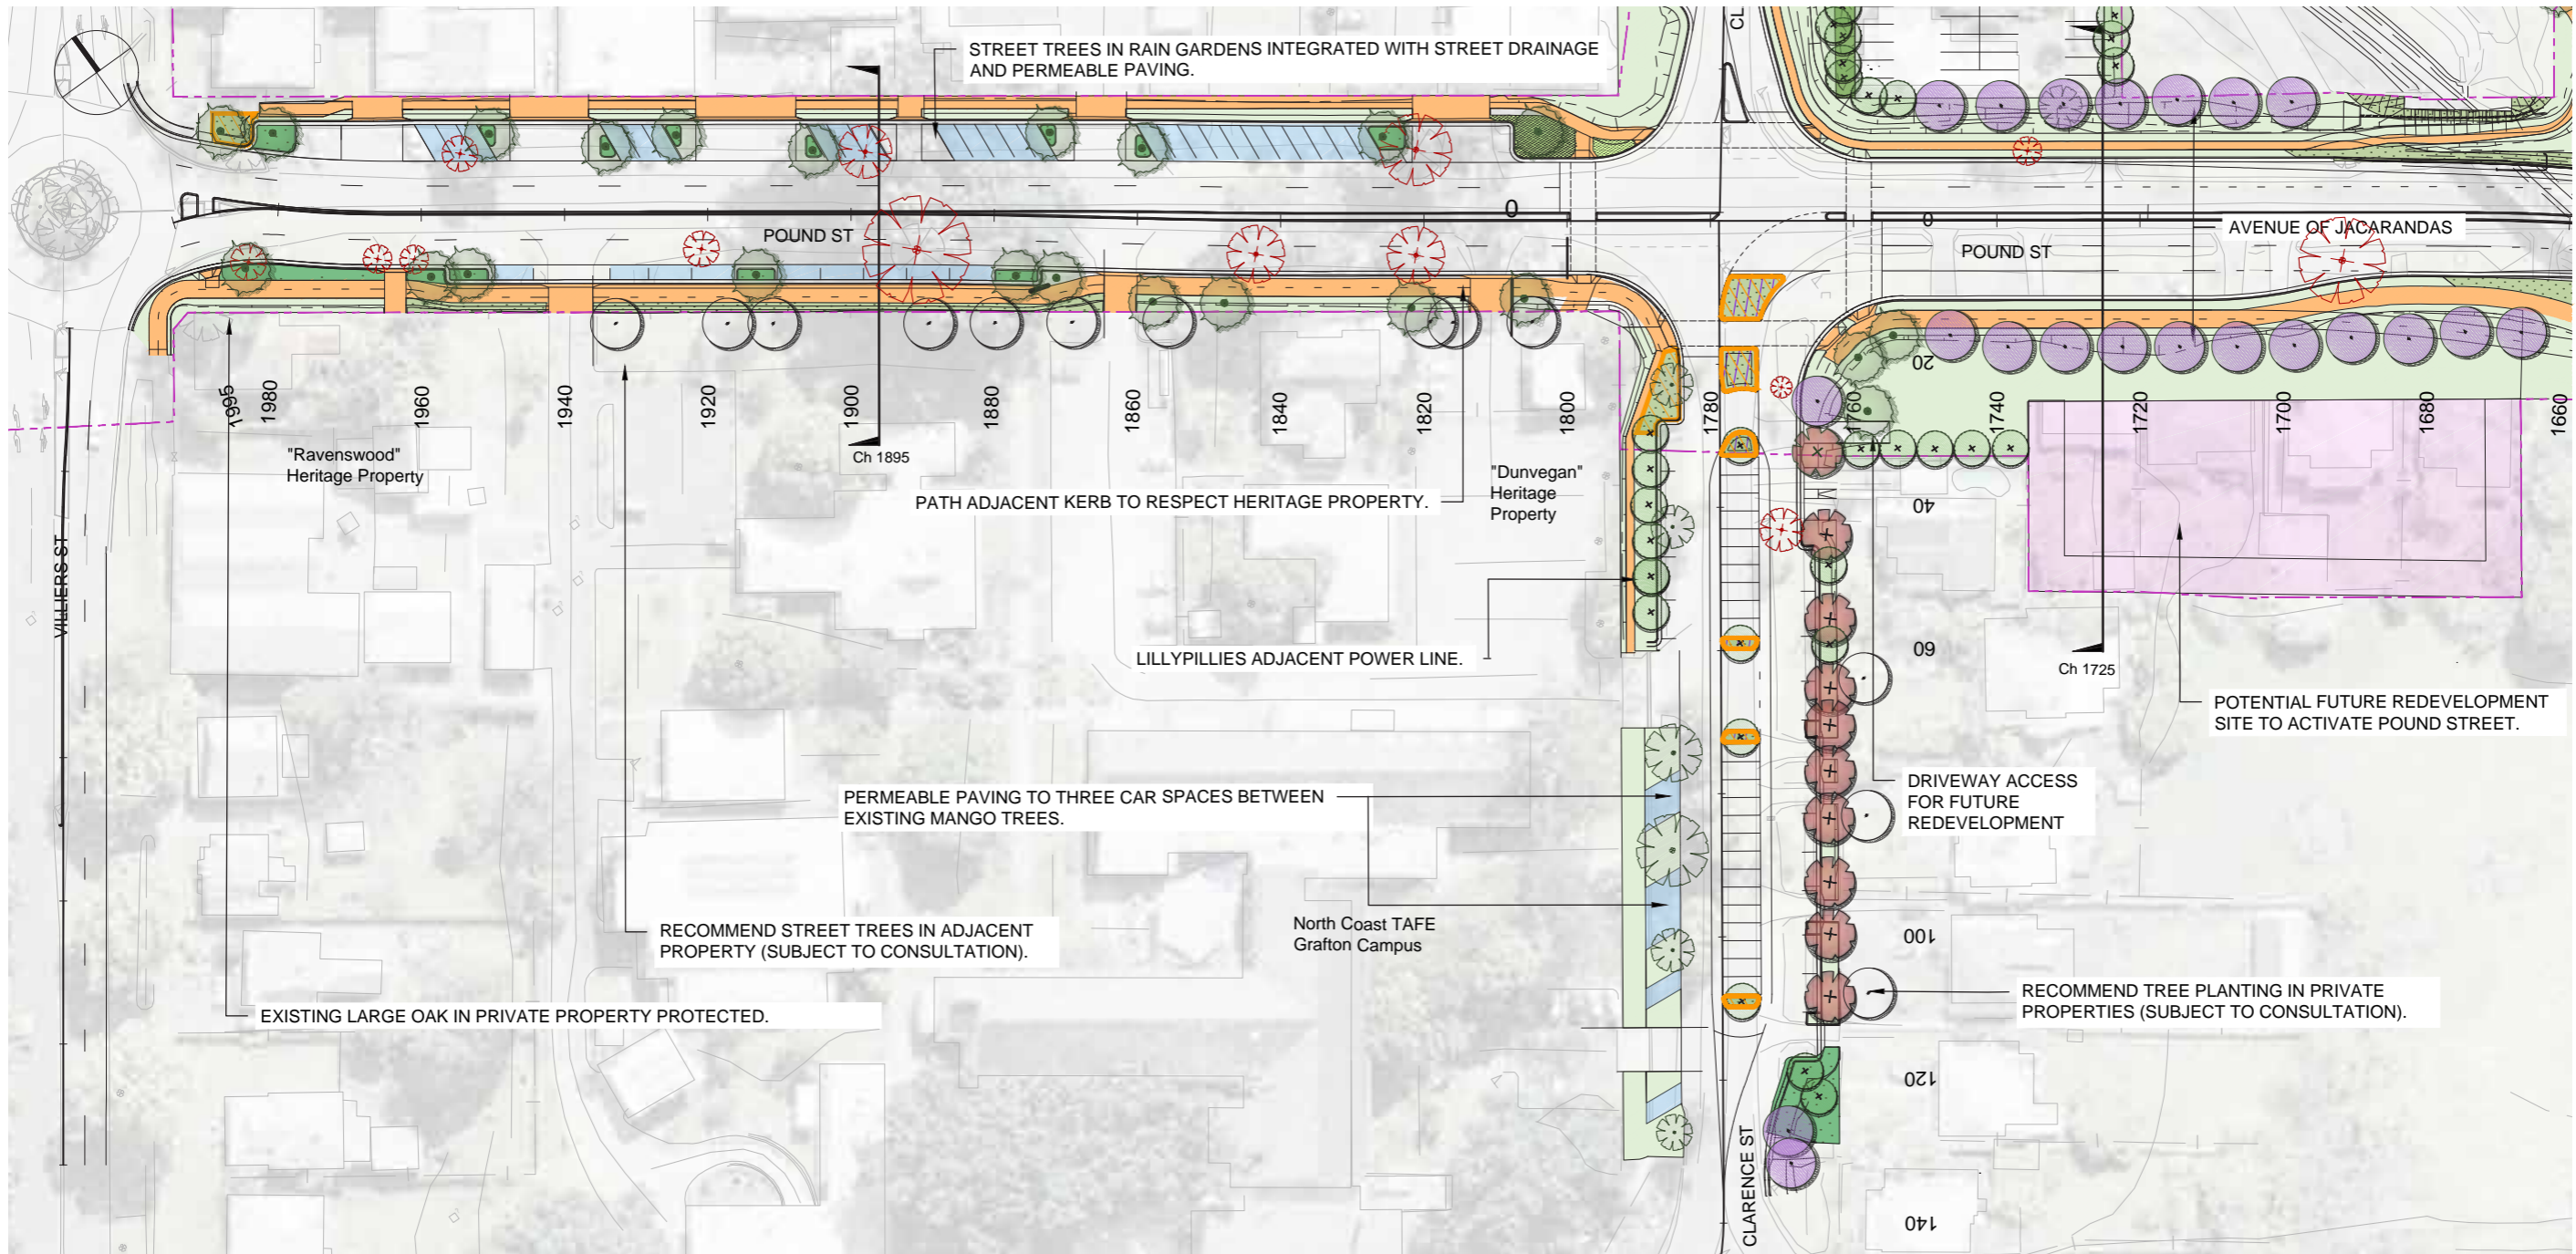 CL
STREET TREES IN RAIN GARDENS INTEGRATED WITH STREET DRAINAGE
AND PERMEABLE PAVING.
0
0
POUND ST
AVENUE OF JACARANDAS
POUND ST
20
1995
1980
1960
1940
1920
1900
1880
1860
1840
1820
1800
1780
1760
1740
1720
1700
1680
1660
"Ravenswood"
Heritage Property
Ch 1895
PATH ADJACENT KERB TO RESPECT HERITAGE PROPERTY.
"Dunvegan"
Heritage
Property
40
VILLIERS ST
LILLYPILLIES ADJACENT POWER LINE.
60
Ch 1725
POTENTIAL FUTURE REDEVELOPMENT
SITE TO ACTIVATE POUND STREET.
PERMEABLE PAVING TO THREE CAR SPACES BETWEEN
EXISTING MANGO TREES.
DRIVEWAY ACCESS
FOR FUTURE
REDEVELOPMENT
RECOMMEND STREET TREES IN ADJACENT
PROPERTY (SUBJECT TO CONSULTATION).
North Coast TAFE
Grafton Campus
100
EXISTING LARGE OAK IN PRIVATE PROPERTY PROTECTED.
RECOMMEND TREE PLANTING IN PRIVATE
PROPERTIES (SUBJECT TO CONSULTATION).
120
CLARENCE ST
140